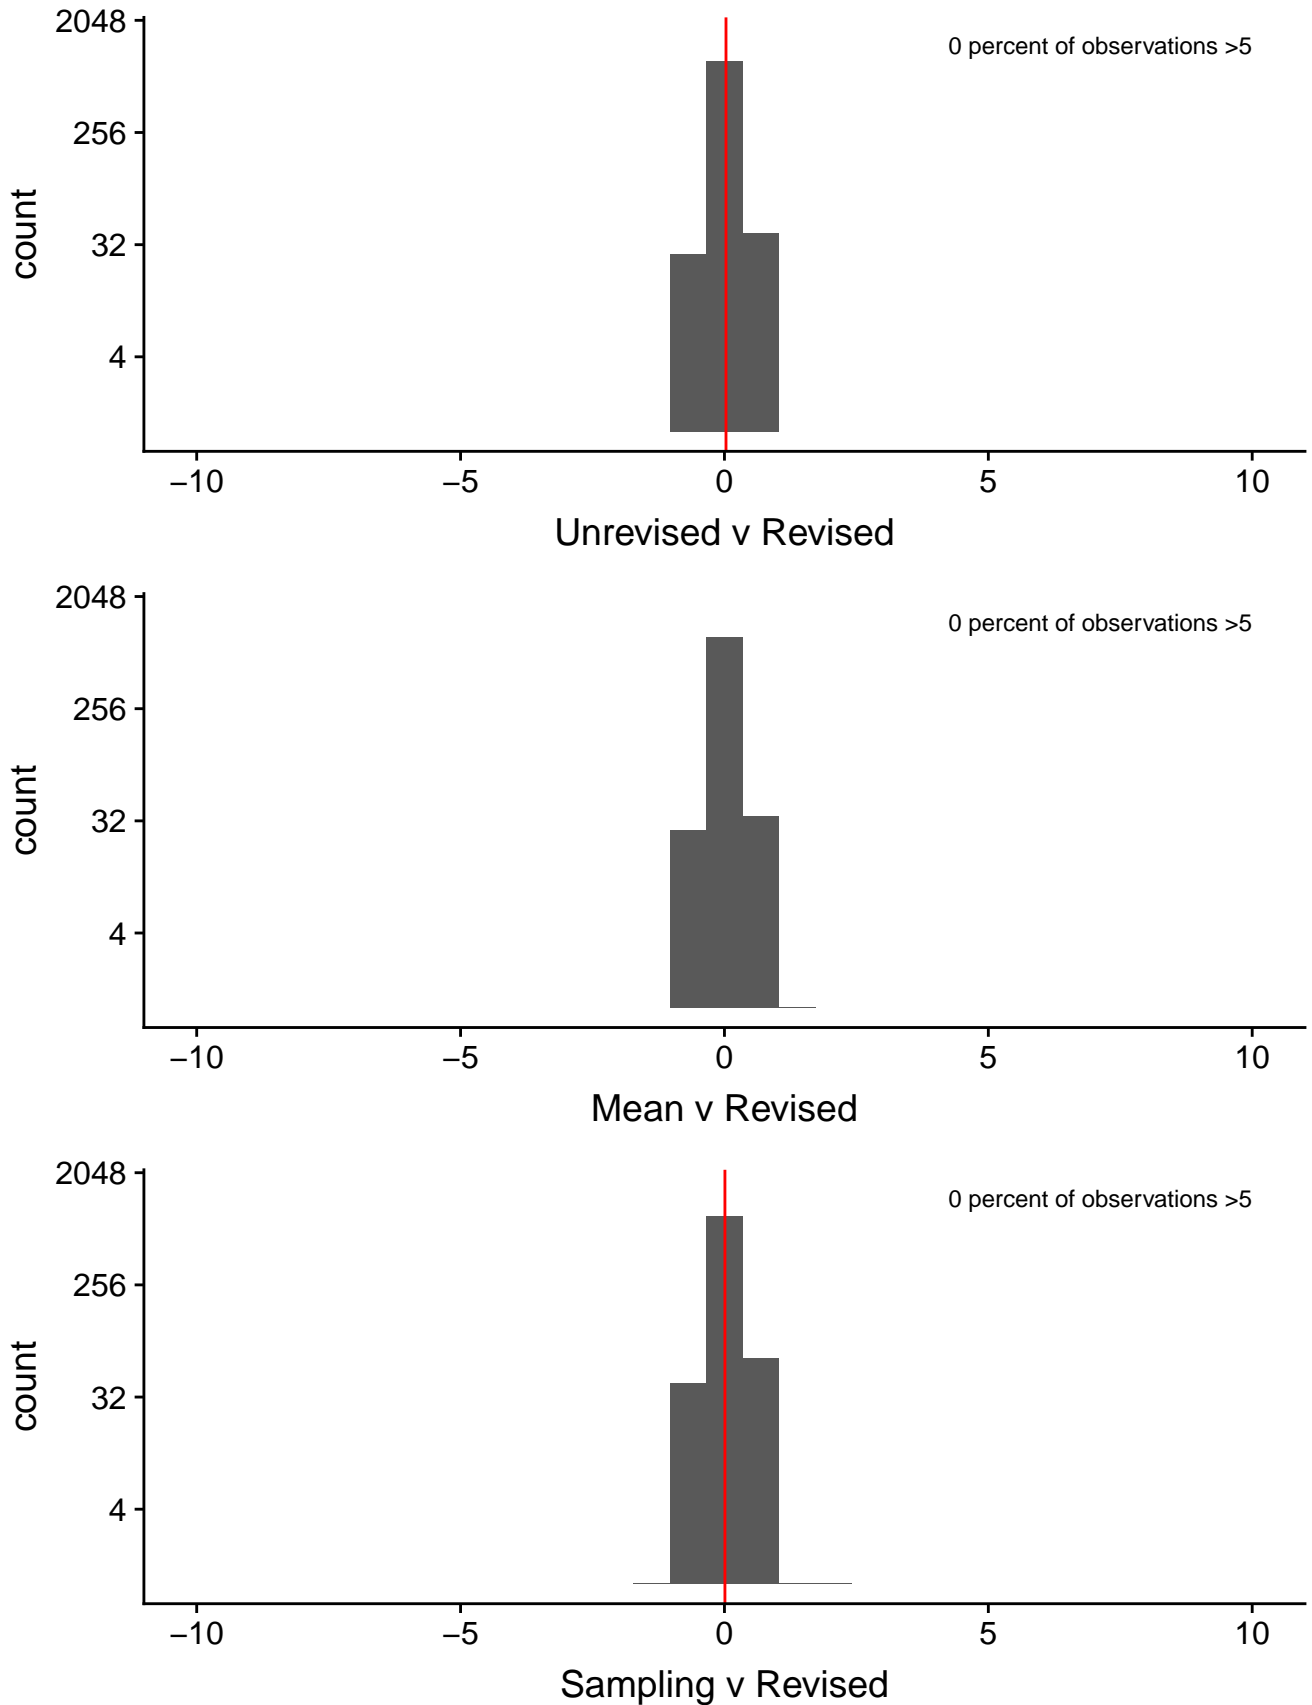 2048
0 percent of observations >5
256
32
4
count
−10 −5 0 5 10
Unrevised v Revised
2048
0 percent of observations >5
256
32
4
count
−10 −5 0 5 10
Mean v Revised
2048
0 percent of observations >5
256
32
4
count
−10 −5 0 5 10
Sampling v Revised